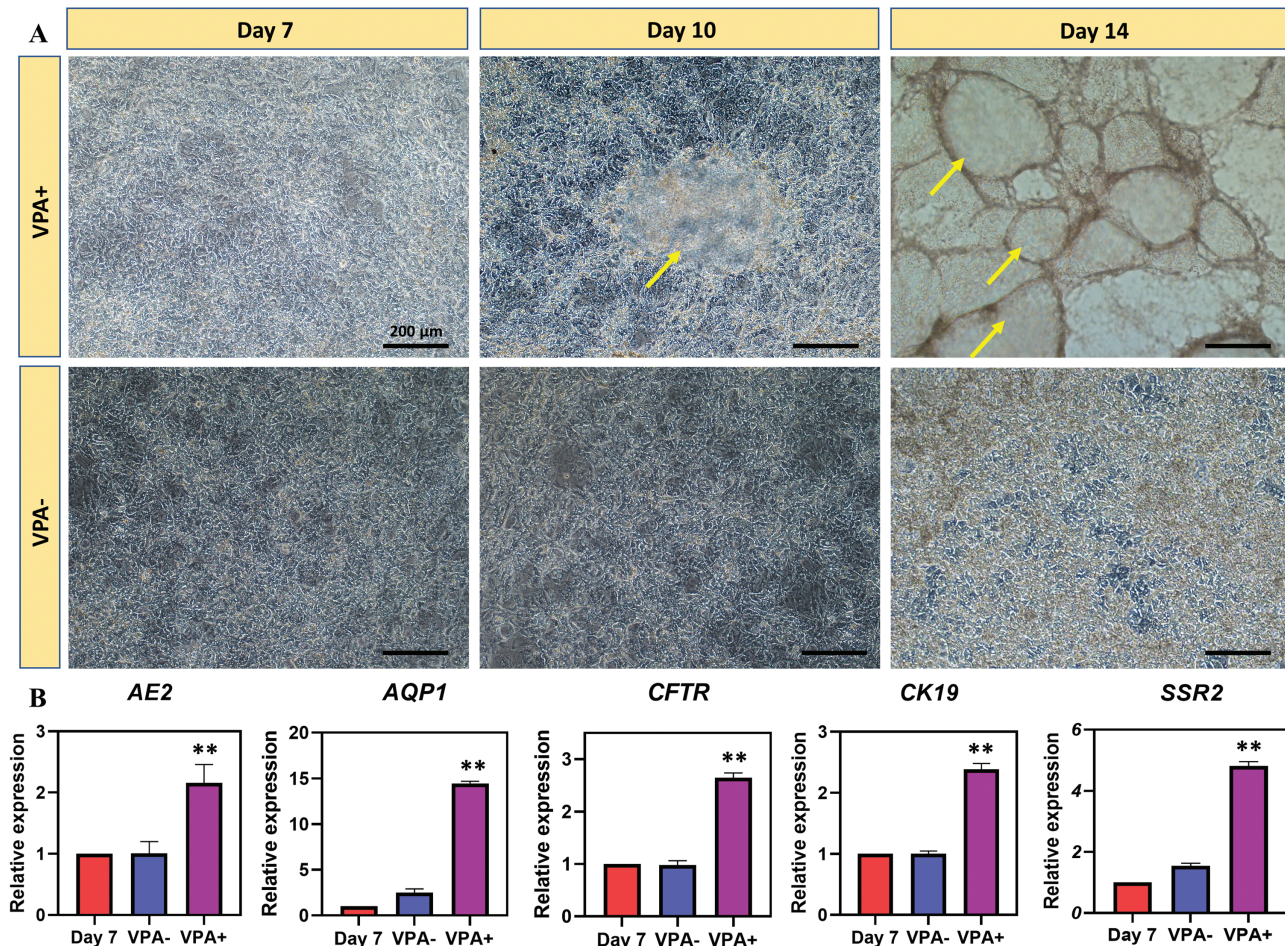 A
Day 7
Day 10
Day 14
VPA+
200 µm
VPA-
B
AE2
AQP1
CFTR
CK19
SSR2
Relative expression
3
2
1
0
**
Day 7 VPA- VPA+
Relative expression
20
15
10
5
0
**
Day 7 VPA- VPA+
Relative expression
3
2
1
0
**
Day 7 VPA- VPA+
Relative expression
3
2
1
0
**
Day 7 VPA- VPA+
Relative expression
6
4
2
0
**
Day 7 VPA- VPA+